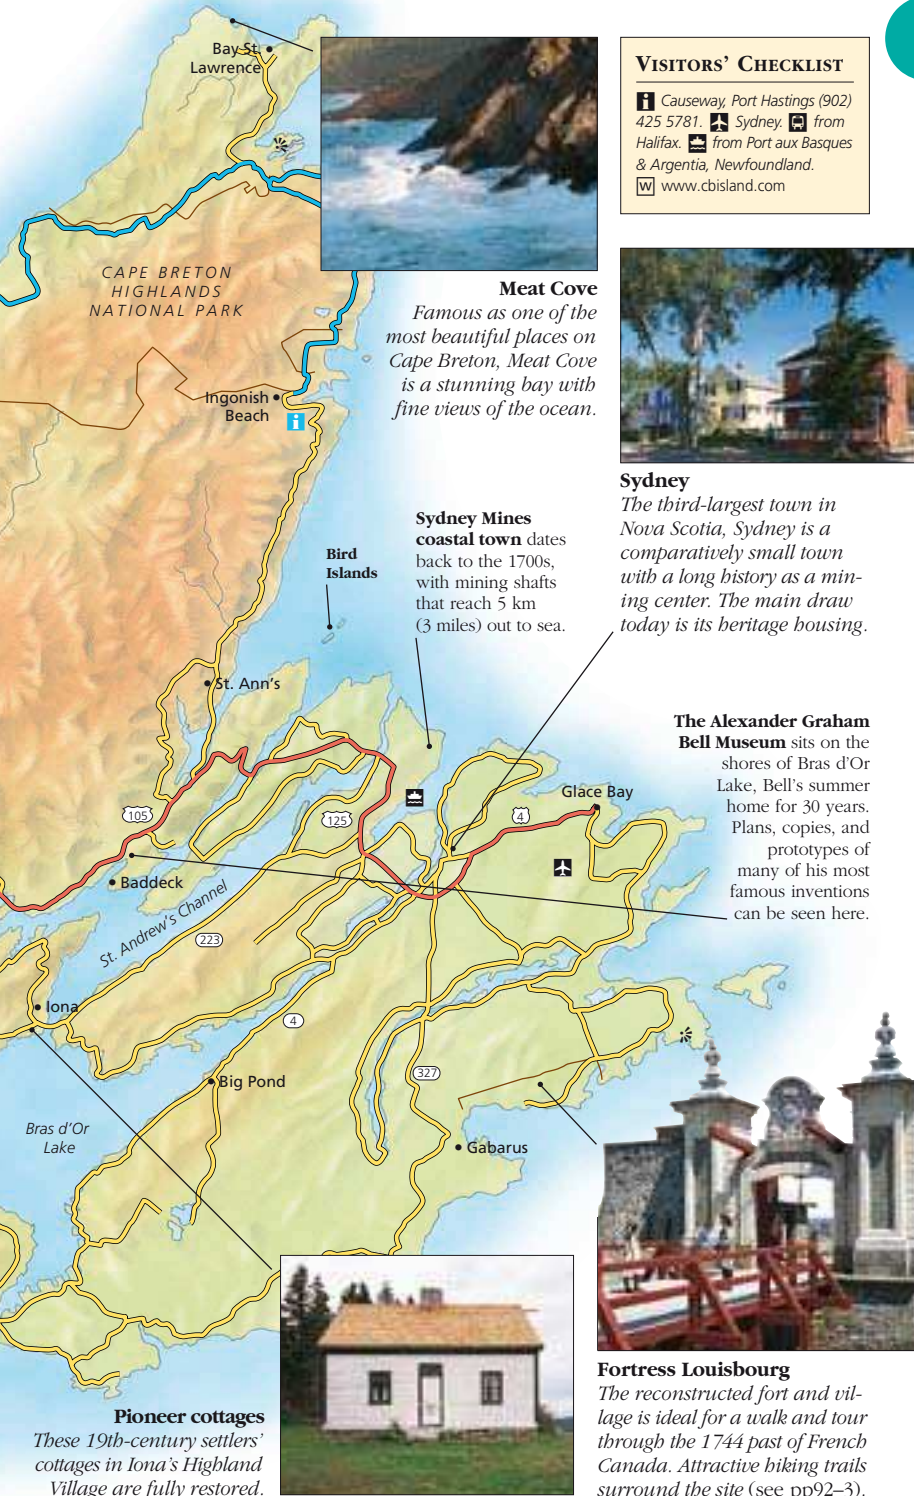 Bay St.
Lawrence
VISITORS' CHECKLIST
Causeway, Port Hastings (902)
425 5781. Sydney. from
Halifax. from Port aux Basques
& Argentia, Newfoundland.
W www.cbisland.com
CAPE BRETON
HIGHLANDS
NATIONAL PARK
Meat Cove
Famous as one of the
most beautiful places on
Cape Breton, Meat Cove
is a stunning bay with
fine views of the ocean.
Ingonish
Beach
i
Sydney
The third-largest town in
Nova Scotia, Sydney is a
comparatively small town
with a long history as a min-
ing center. The main draw
today is its heritage housing.
Sydney Mines
coastal town dates
back to the 1700s,
with mining shafts
that reach 5 km
(3 miles) out to sea.
Bird
Islands
St. Ann's
The Alexander Graham
Bell Museum sits on the
shores of Bras d'Or
Lake, Bell's summer
home for 30 years.
Plans, copies, and
prototypes of
many of his most
famous inventions
can be seen here.
Glace Bay
105
125
4
Baddeck
St. Andrew's Channel
223
Iona
4
327
Big Pond
Bras d'Or
Lake
Gabarus
Pioneer cottages
These 19th-century settlers'
cottages in Iona's Highland
Village are fully restored.
Fortress Louisbourg
The reconstructed fort and vil-
lage is ideal for a walk and tour
through the 1744 past of French
Canada. Attractive hiking trails
surround the site (see pp92–3).